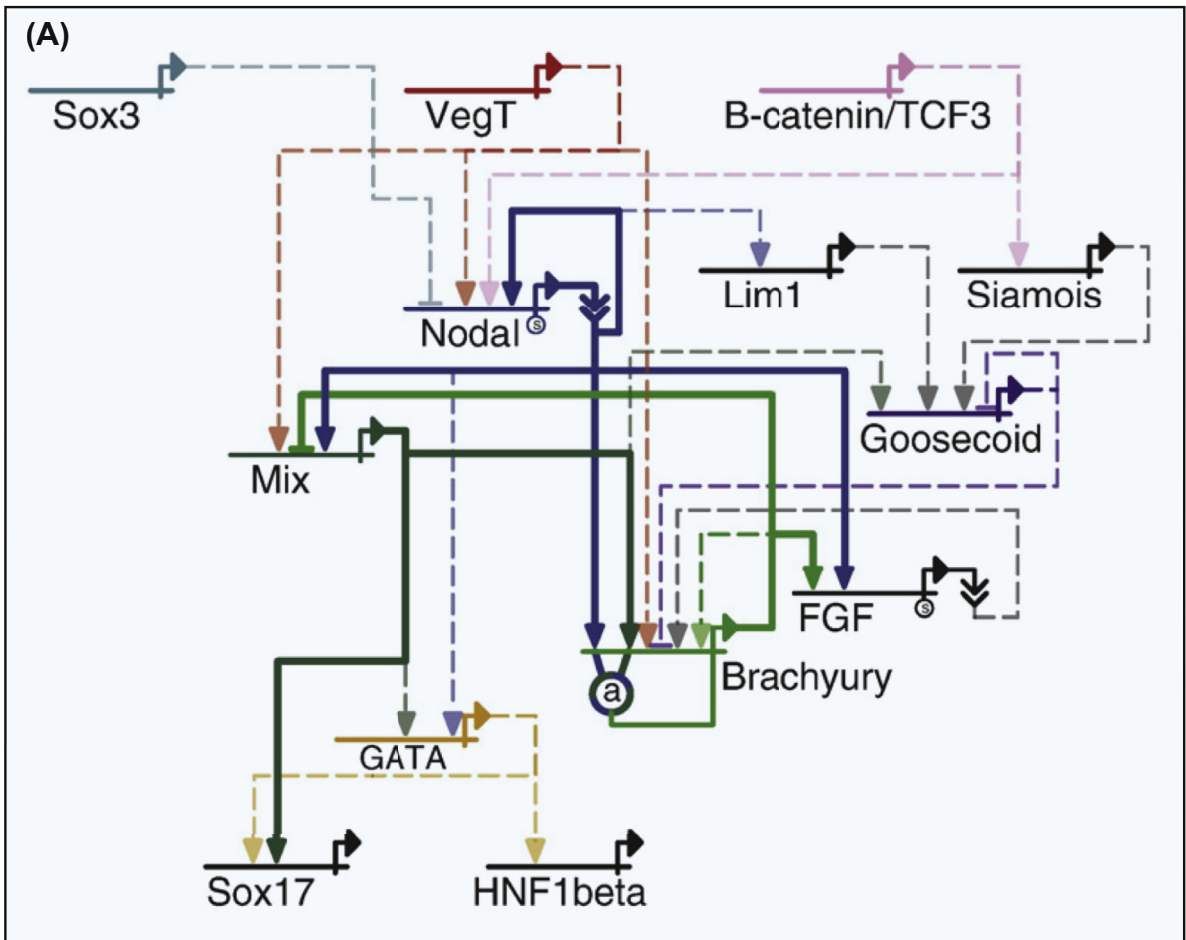 (A)
Sox3
VegT
B-catenin/TCF3
Lim1
Siamois
Nodal
s
Goosecoid
Mix
FGF
s
Brachyury
a
GATA
Sox17
HNF1beta